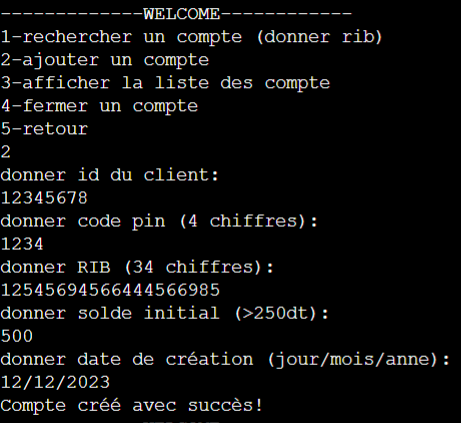 -------------WELCOME------------
1-rechercher un compte (donner rib)
2-ajouter un compte
3-afficher la liste des compte
4-fermer un compte
5-retour
2
donner id du client:
12345678
donner code pin (4 chiffres):
1234
donner RIB (34 chiffres):
12545694566444566985
donner solde initial (>250dt):
500
donner date de création (jour/mois/anne):
12/12/2023
Compte créé avec succès!